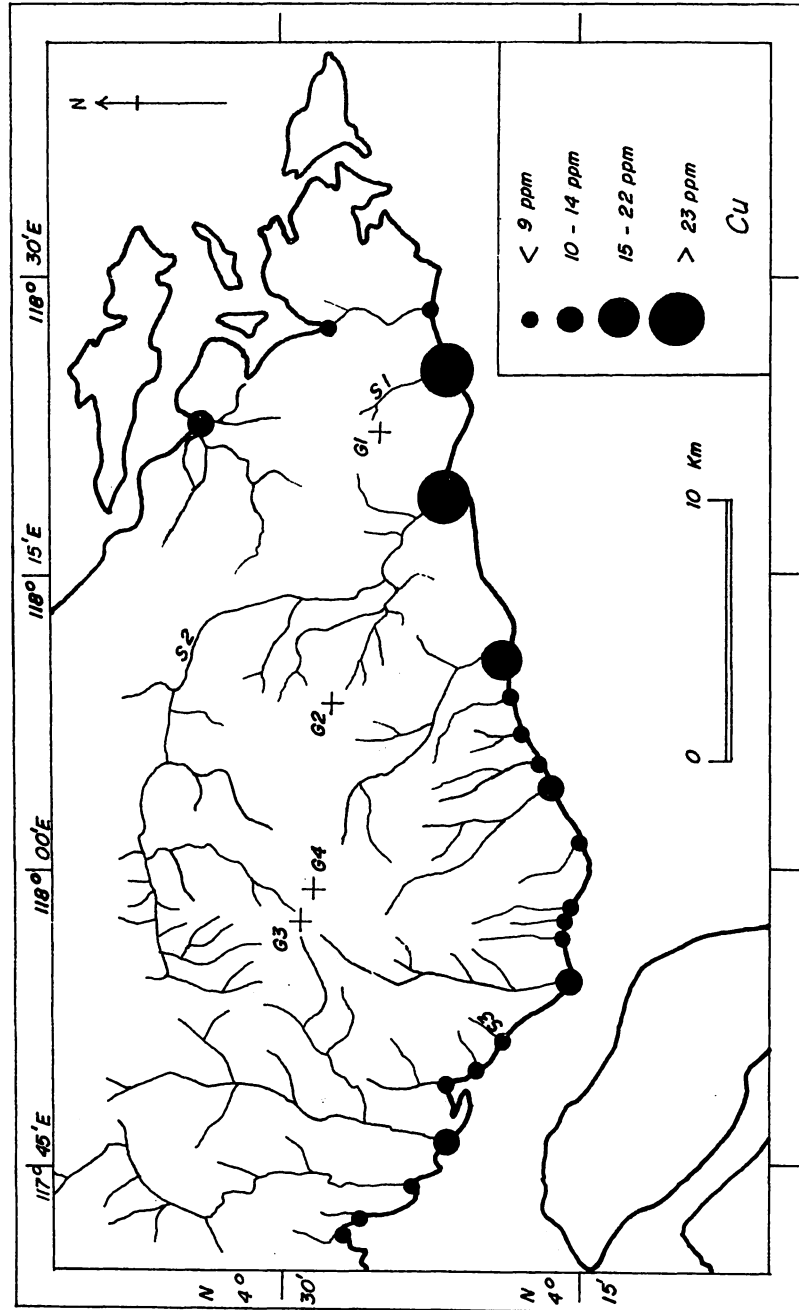 118° 30' E
118° 15' E
118° 00' E
117° 45' E
N
S2
G1
S1
G2
G4
G3
S3
< 9 ppm
10 - 14 ppm
15 - 22 ppm
> 23 ppm
Cu
0
10 Km
N 4° 30'
N 4° 15'